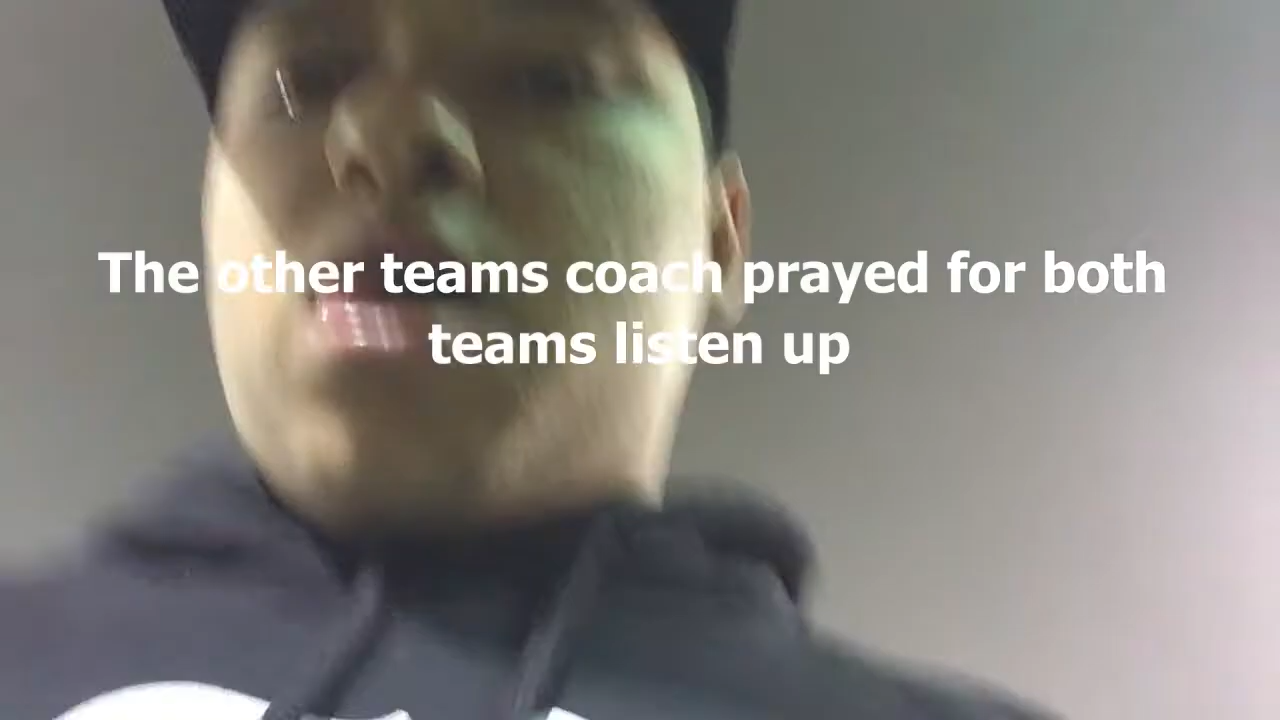 The other teams coach prayed for both
teams listen up